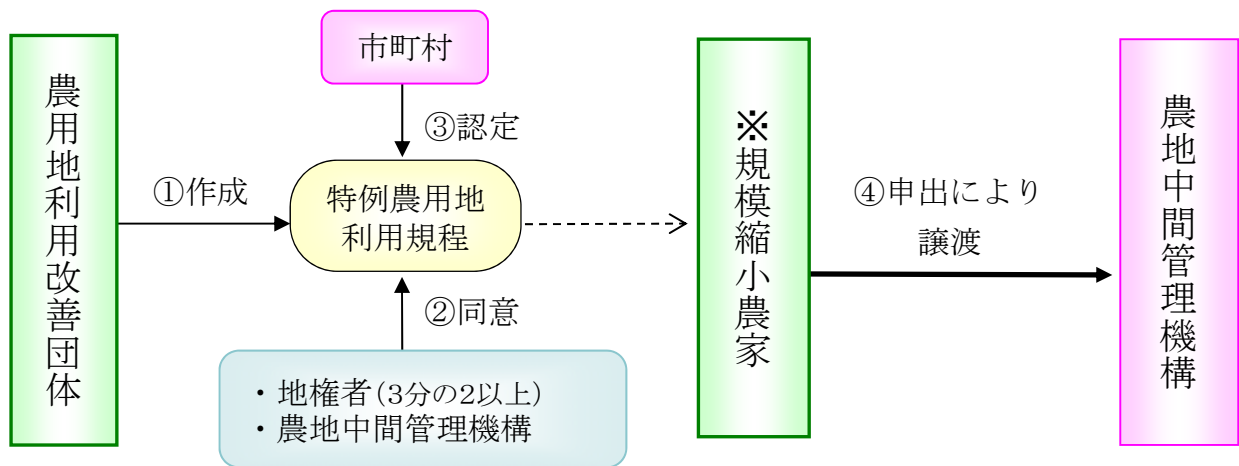 農用地利用改善団体
①作成
市町村
③認定
特例農用地
利用規程
②同意
・地権者(3分の2以上)
・農地中間管理機構
※規模縮小農家
④申出により
譲渡
農地中間管理機構